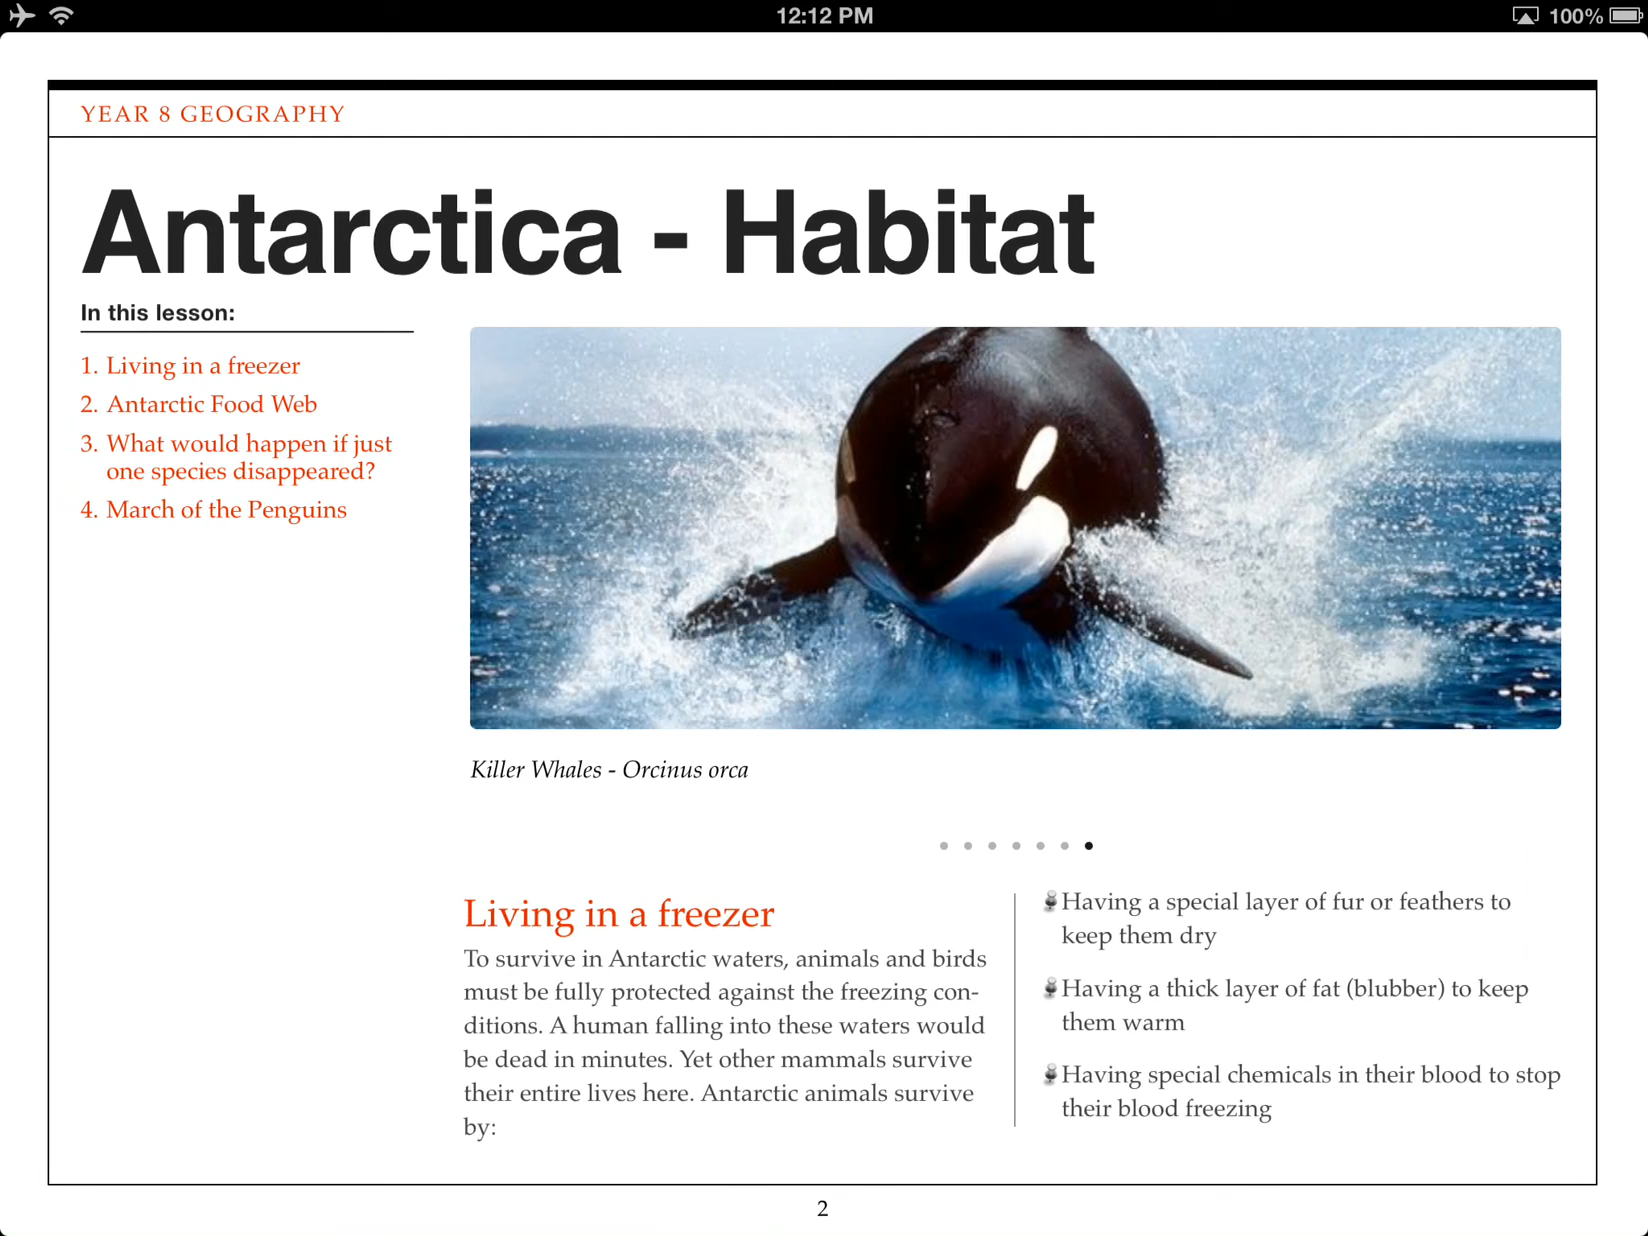 12:12 PM
100%
YEAR 8 GEOGRAPHY
Antarctica - Habitat
In this lesson:
1. Living in a freezer
2. Antarctic Food Web
3. What would happen if just
one species disappeared?
4. March of the Penguins
Killer Whales - Orcinus orca
Living in a freezer
To survive in Antarctic waters, animals and birds
must be fully protected against the freezing con-
ditions. A human falling into these waters would
be dead in minutes. Yet other mammals survive
their entire lives here. Antarctic animals survive
by:
Having a special layer of fur or feathers to
keep them dry
Having a thick layer of fat (blubber) to keep
them warm
Having special chemicals in their blood to stop
their blood freezing
2